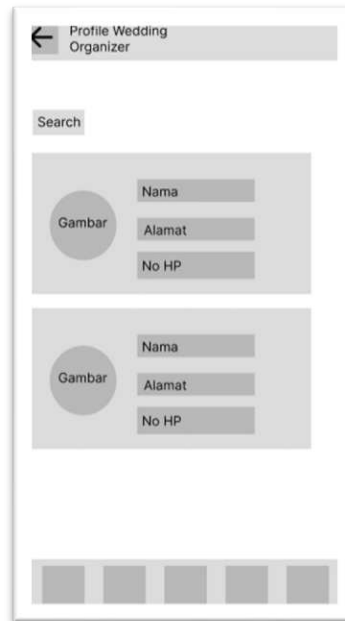 Profile Wedding
Organizer
Search
Gambar
Nama
Alamat
No HP
Gambar
Nama
Alamat
No HP